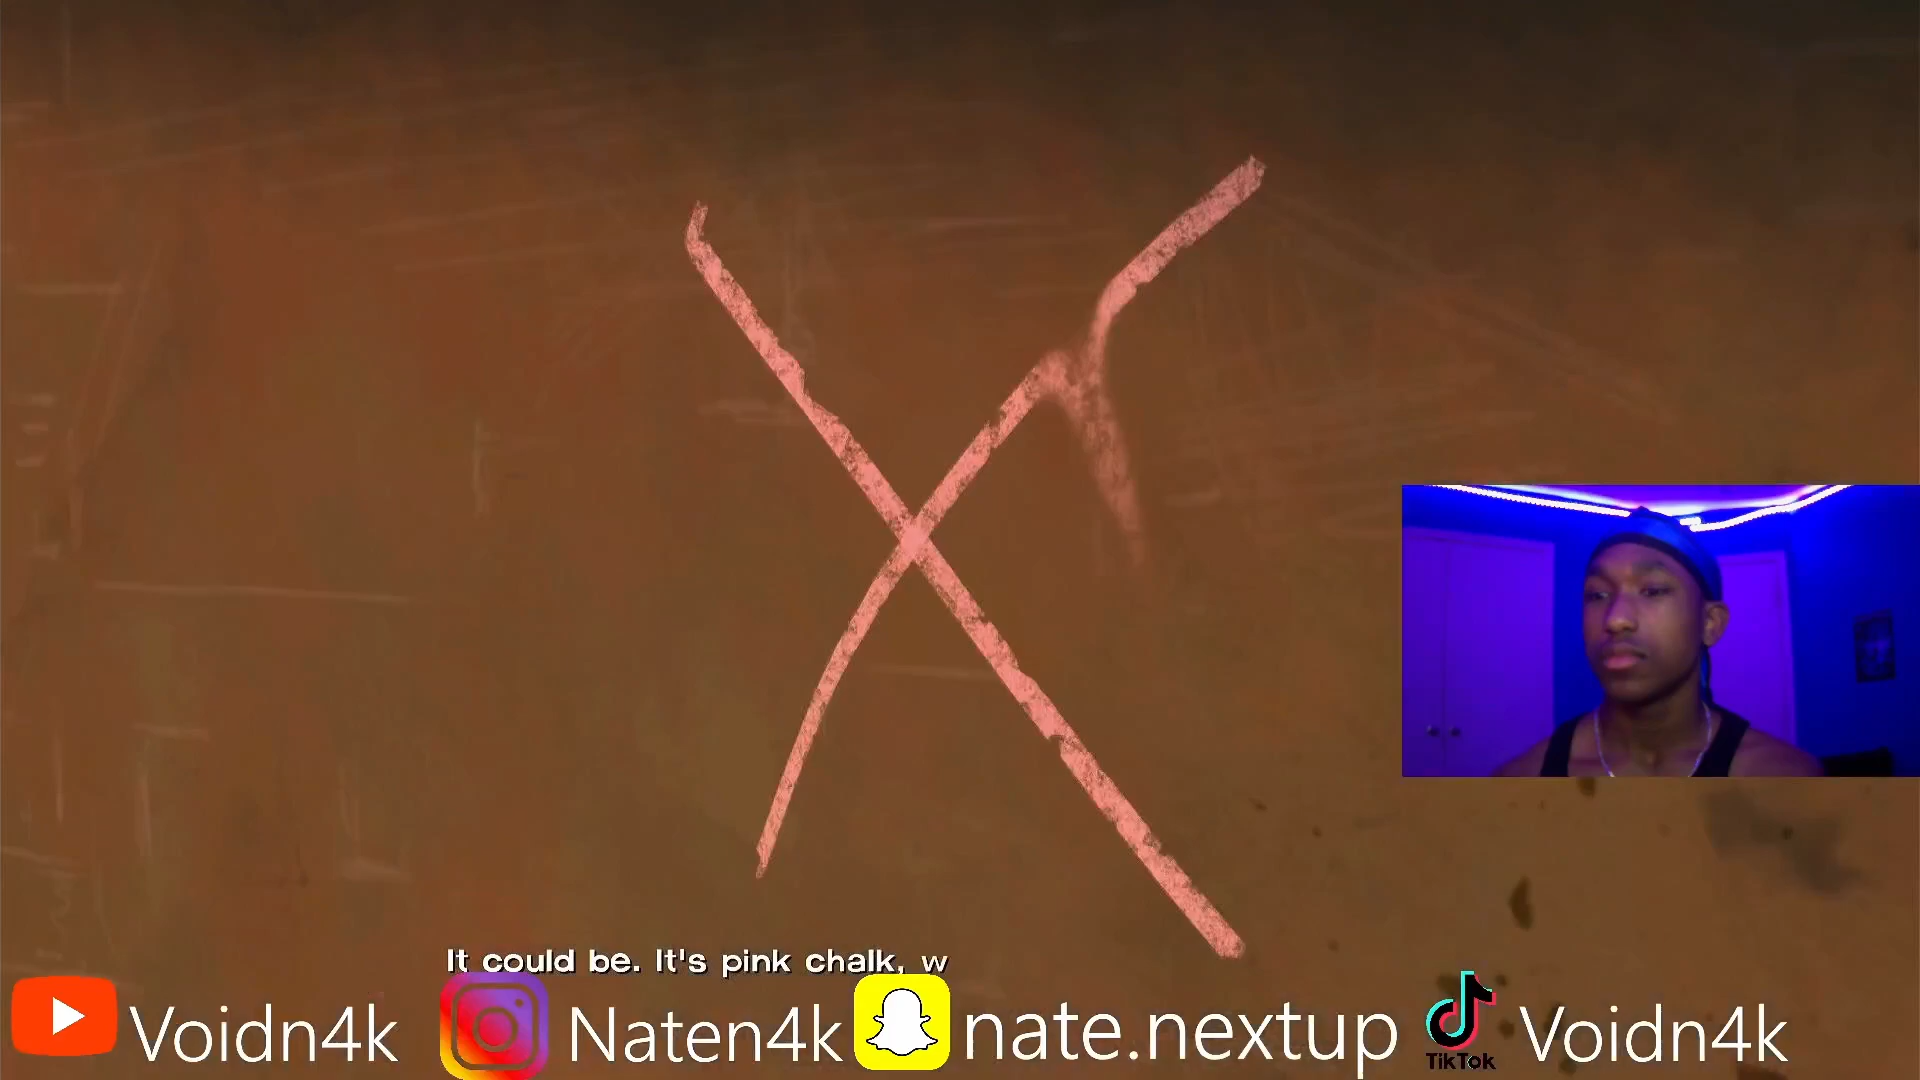 It could be. It's pink chalk, w
Voidn4k
Naten4k
nate.nextup
TikTok
Voidn4k